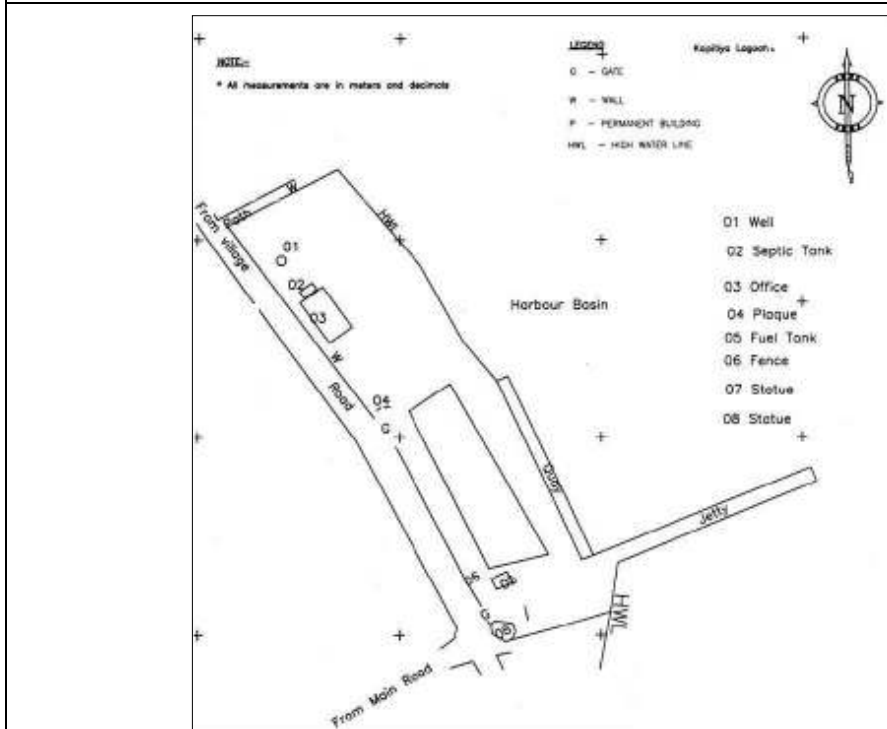 NOTE:-
* All measurements are in meters and decimals
LEGEND
G - GATE
W - WALL
P - PERMANENT BUILDING
HWL - HIGH WATER LINE
Kapitiya Lagoon.
N
W
Path
From village
HWL
01
02
03
W
Road
04
G
Harbour Basin
01 Well
02 Septic Tank
03 Office
04 Plaque
05 Fuel Tank
06 Fence
07 Statue
08 Statue
Quay
Jetty
G
08
HWL
From Main Road